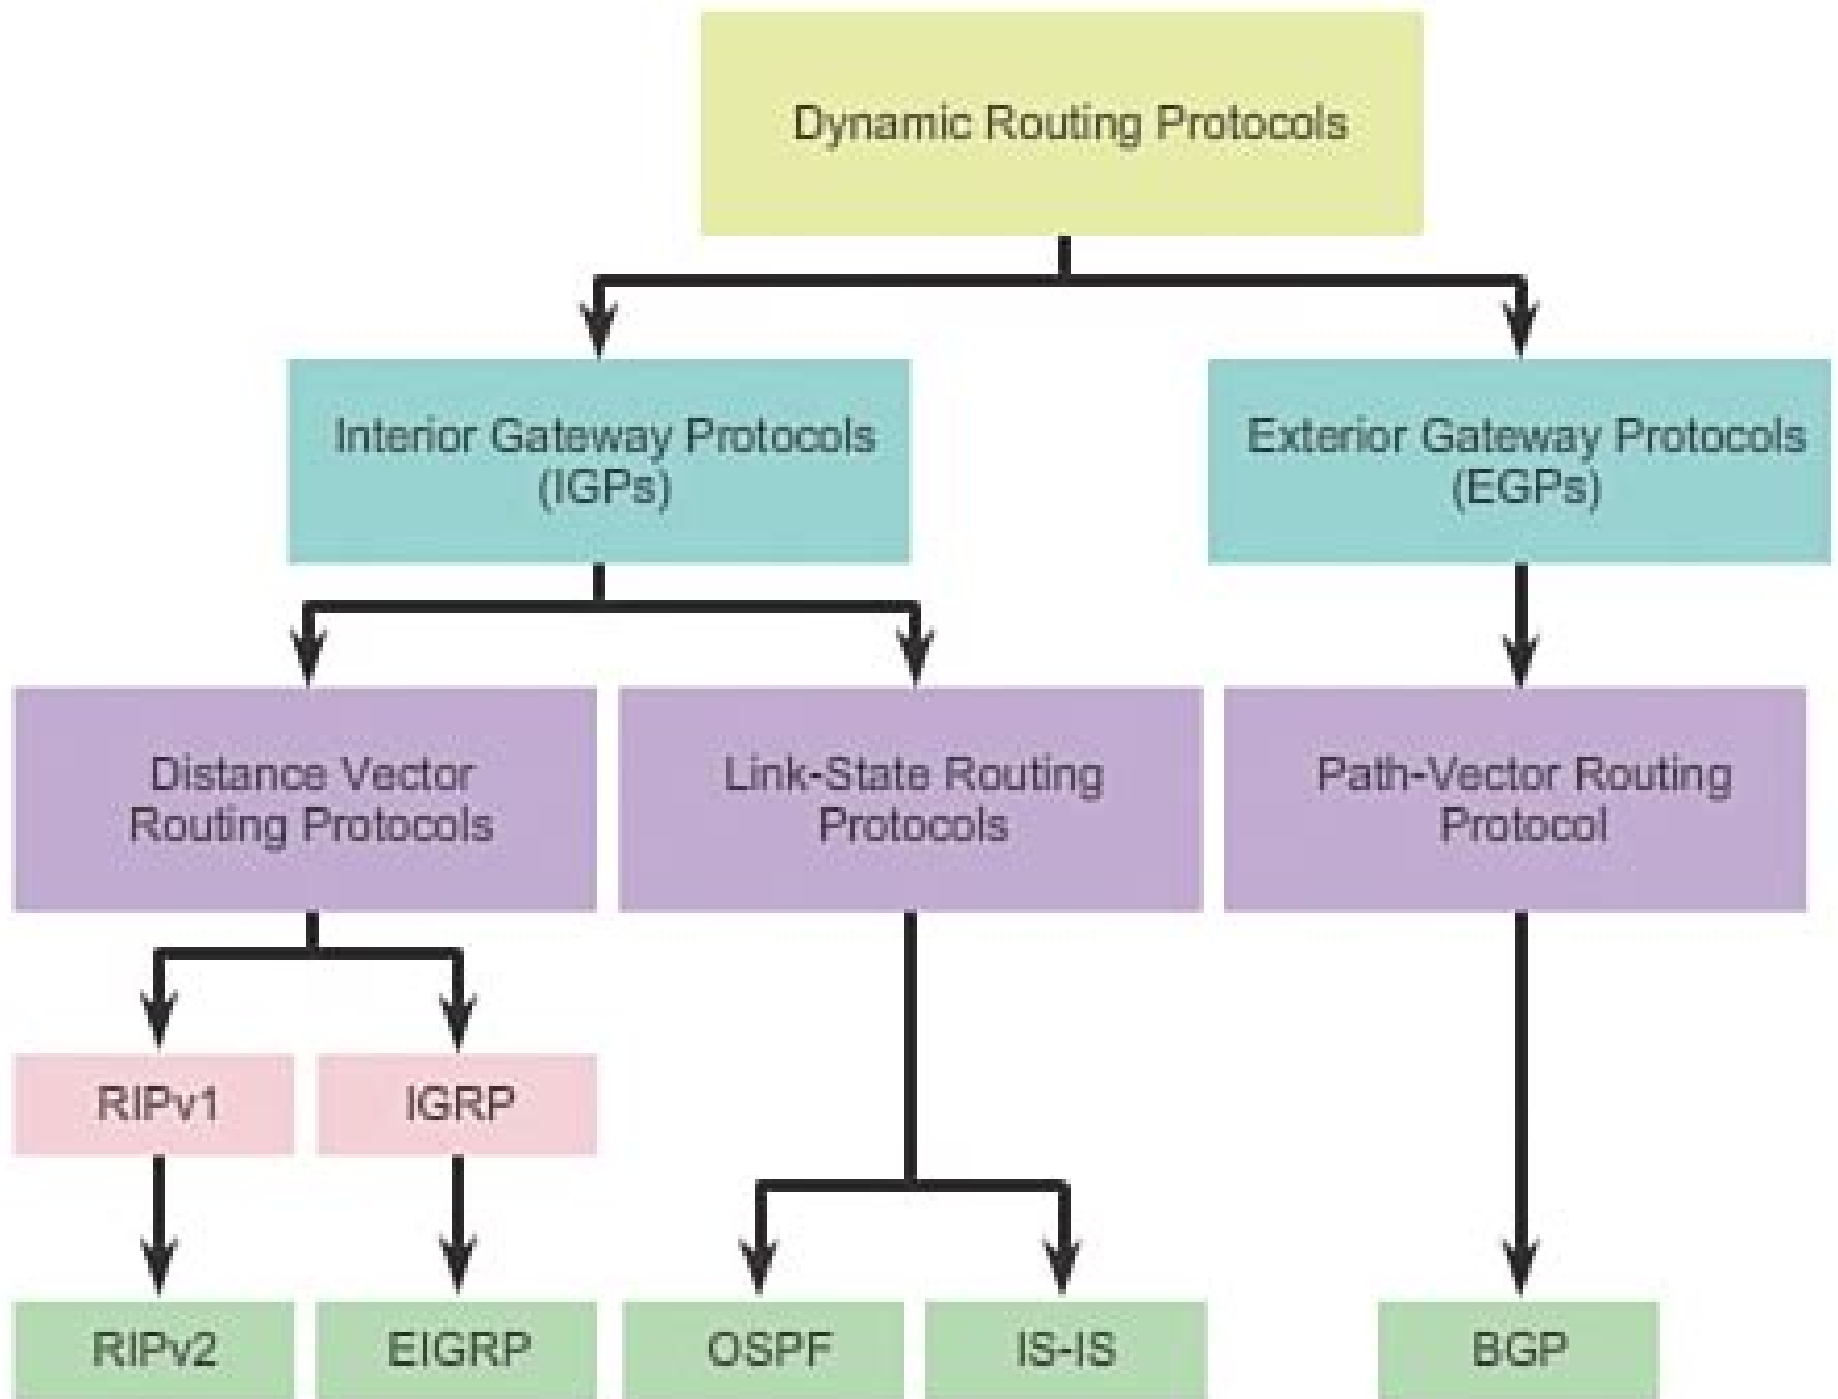 Dynamic Routing Protocols
Interior Gateway Protocols
(IGPs)
Exterior Gateway Protocols
(EGPs)
Distance Vector
Routing Protocols
Link-State Routing
Protocols
Path-Vector Routing
Protocol
RIPv1
IGRP
RIPv2
EIGRP
OSPF
IS-IS
BGP